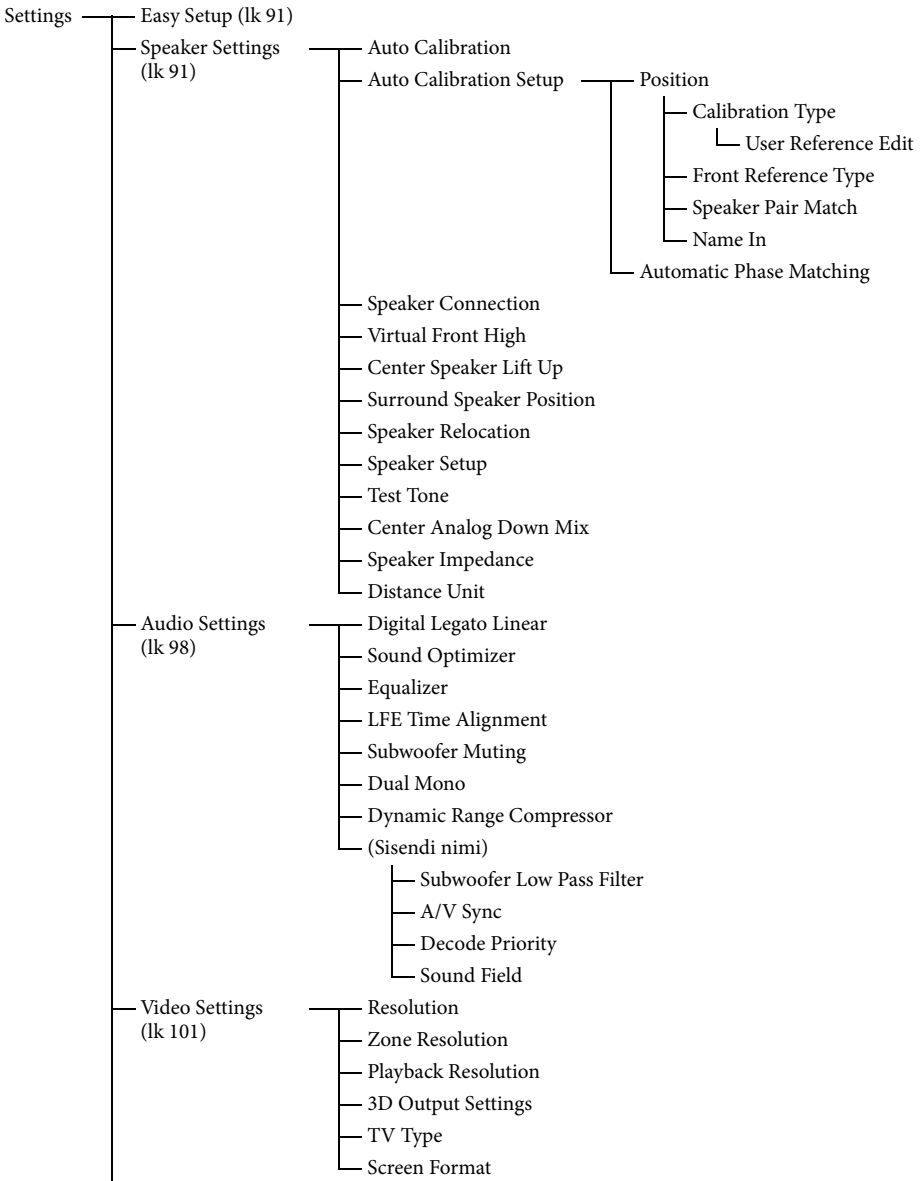 Settings
Easy Setup (lk 91)
Speaker Settings
(lk 91)
Auto Calibration
Auto Calibration Setup
Position
Calibration Type
User Reference Edit
Front Reference Type
Speaker Pair Match
Name In
Automatic Phase Matching
Speaker Connection
Virtual Front High
Center Speaker Lift Up
Surround Speaker Position
Speaker Relocation
Speaker Setup
Test Tone
Center Analog Down Mix
Speaker Impedance
Distance Unit
Audio Settings
(lk 98)
Digital Legato Linear
Sound Optimizer
Equalizer
LFE Time Alignment
Subwoofer Muting
Dual Mono
Dynamic Range Compressor
(Sisendi nimi)
Subwoofer Low Pass Filter
A/V Sync
Decode Priority
Sound Field
Video Settings
(lk 101)
Resolution
Zone Resolution
Playback Resolution
3D Output Settings
TV Type
Screen Format